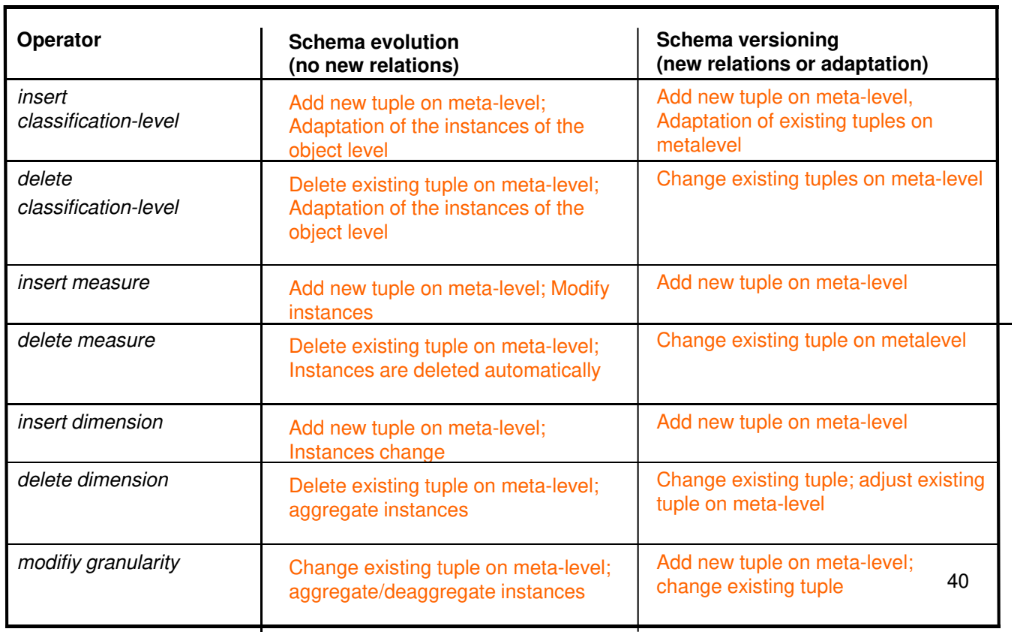 Operator
Schema evolution
(no new relations)
Schema versioning
(new relations or adaptation)
insert
classification-level
Add new tuple on meta-level;
Adaptation of the instances of the
object level
Add new tuple on meta-level,
Adaptation of existing tuples on
metalevel
delete
classification-level
Delete existing tuple on meta-level;
Adaptation of the instances of the
object level
Change existing tuples on meta-level
insert measure
Add new tuple on meta-level; Modify
instances
Add new tuple on meta-level
delete measure
Delete existing tuple on meta-level;
Instances are deleted automatically
Change existing tuple on metalevel
insert dimension
Add new tuple on meta-level;
Instances change
Add new tuple on meta-level
delete dimension
Delete existing tuple on meta-level;
aggregate instances
Change existing tuple; adjust existing
tuple on meta-level
modifiy granularity
Change existing tuple on meta-level;
aggregate/deaggregate instances
Add new tuple on meta-level;
change existing tuple
40